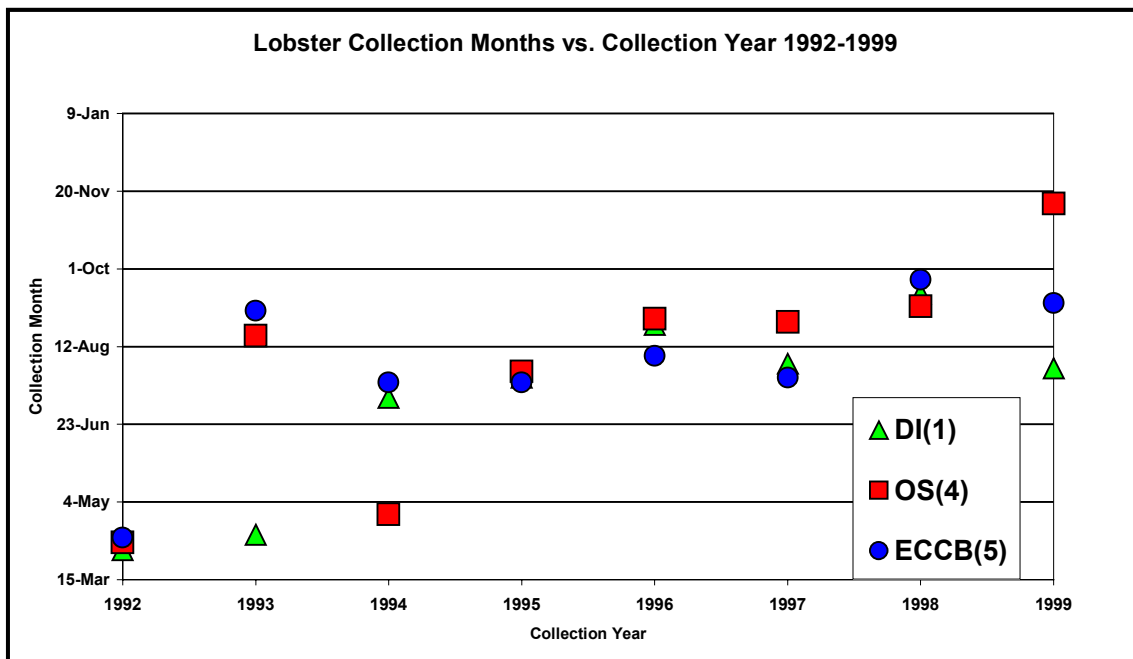 Lobster Collection Months vs. Collection Year 1992-1999
9-Jan
20-Nov
1-Oct
12-Aug
23-Jun
4-May
15-Mar
Collection Month
DI(1)
OS(4)
ECCB(5)
1992 1993 1994 1995 1996 1997 1998 1999
Collection Year